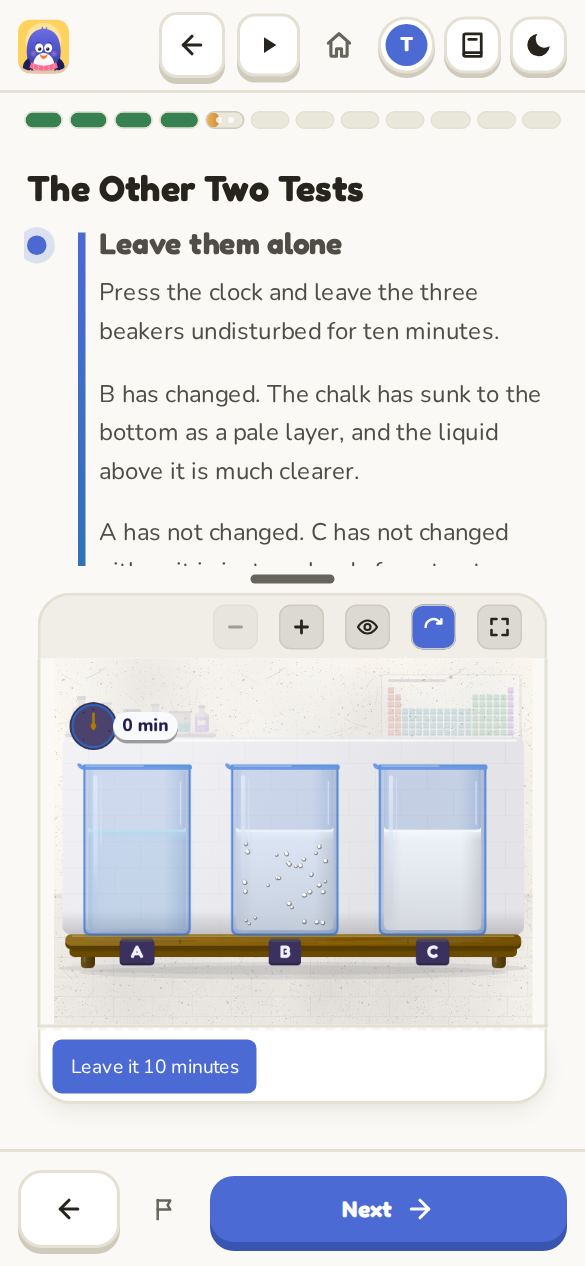 T
The Other Two Tests
Leave them alone
Press the clock and leave the three
beakers undisturbed for ten minutes.
B has changed. The chalk has sunk to the
bottom as a pale layer, and the liquid
above it is much clearer.
A has not changed. C has not changed
0 min
A
B
C
Leave it 10 minutes
Next